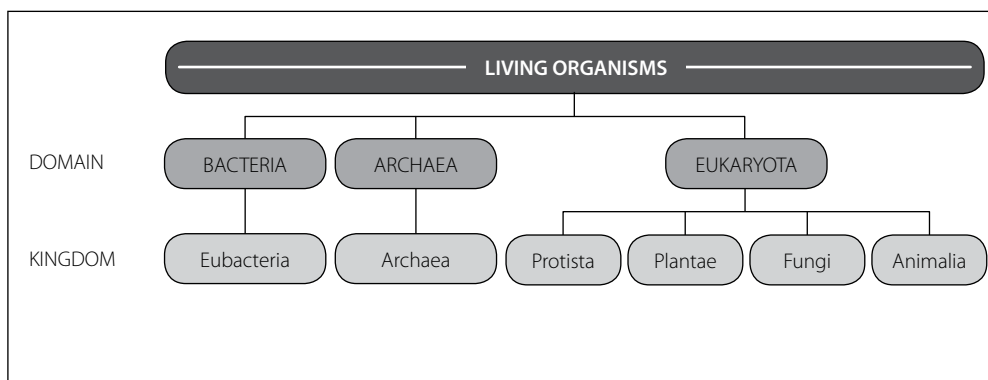 LIVING ORGANISMS
DOMAIN BACTERIA ARCHAEA EUKARYOTA
KINGDOM Eubacteria Archaea Protista Plantae Fungi Animalia